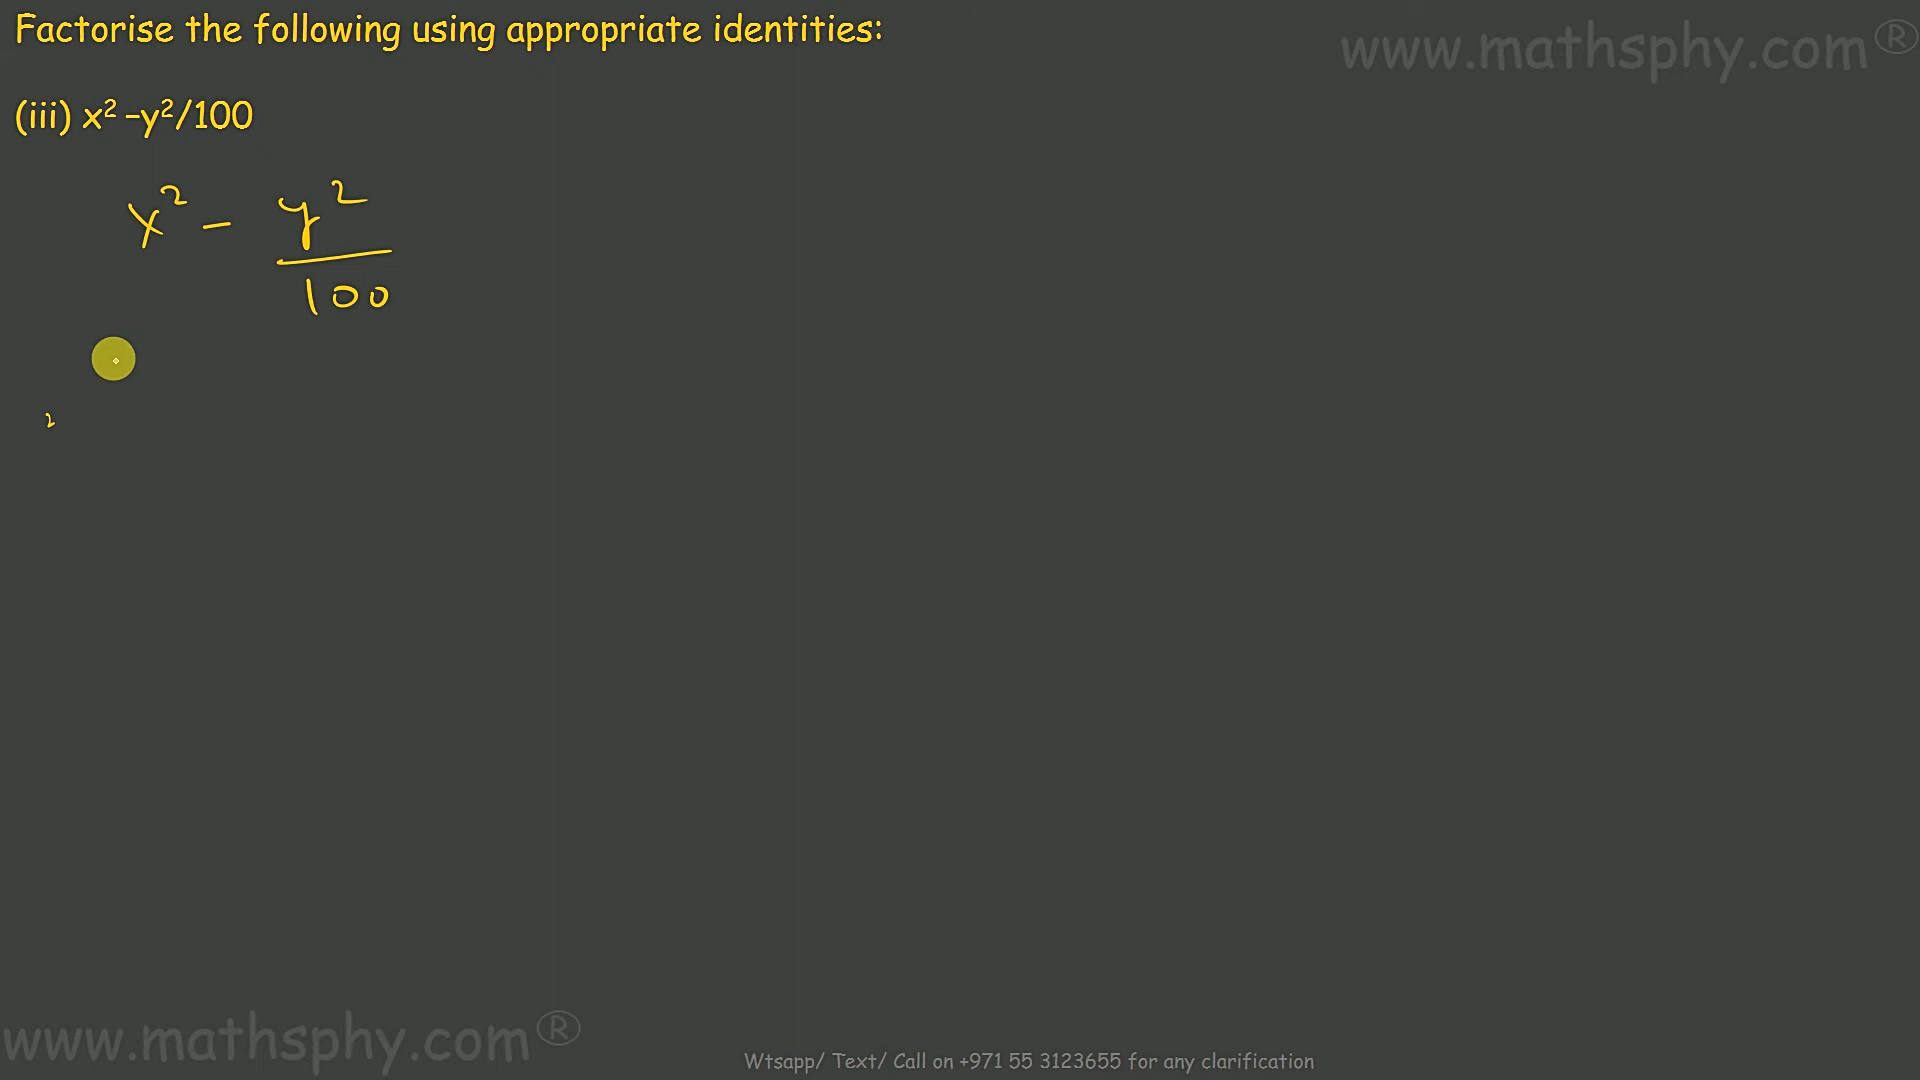 Factorise the following using appropriate identities:
www.mathsphy.com®
(iii) x² –y²/100
x² – y²
100
2
www.mathsphy.com®
Wtsapp/ Text/ Call on +971 55 3123655 for any clarification